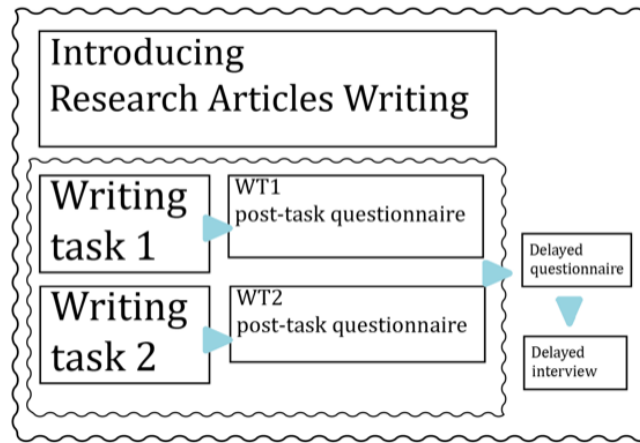 Introducing
Research Articles Writing
Writing
task 1
WT1
post-task questionnaire
Writing
task 2
WT2
post-task questionnaire
Delayed
questionnaire
Delayed
interview